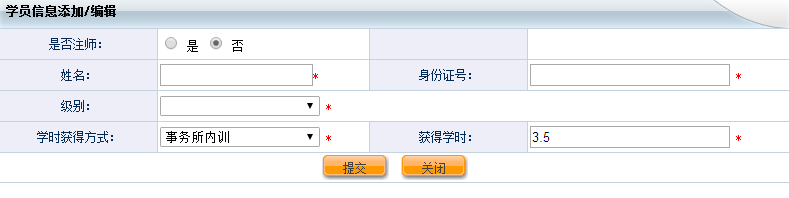 学员信息添加/编辑
是否注师： 是 否
姓名： * 身份证号： *
级别： *
学时获得方式： 事务所内训 * 获得学时： 3.5 *
提交 关闭